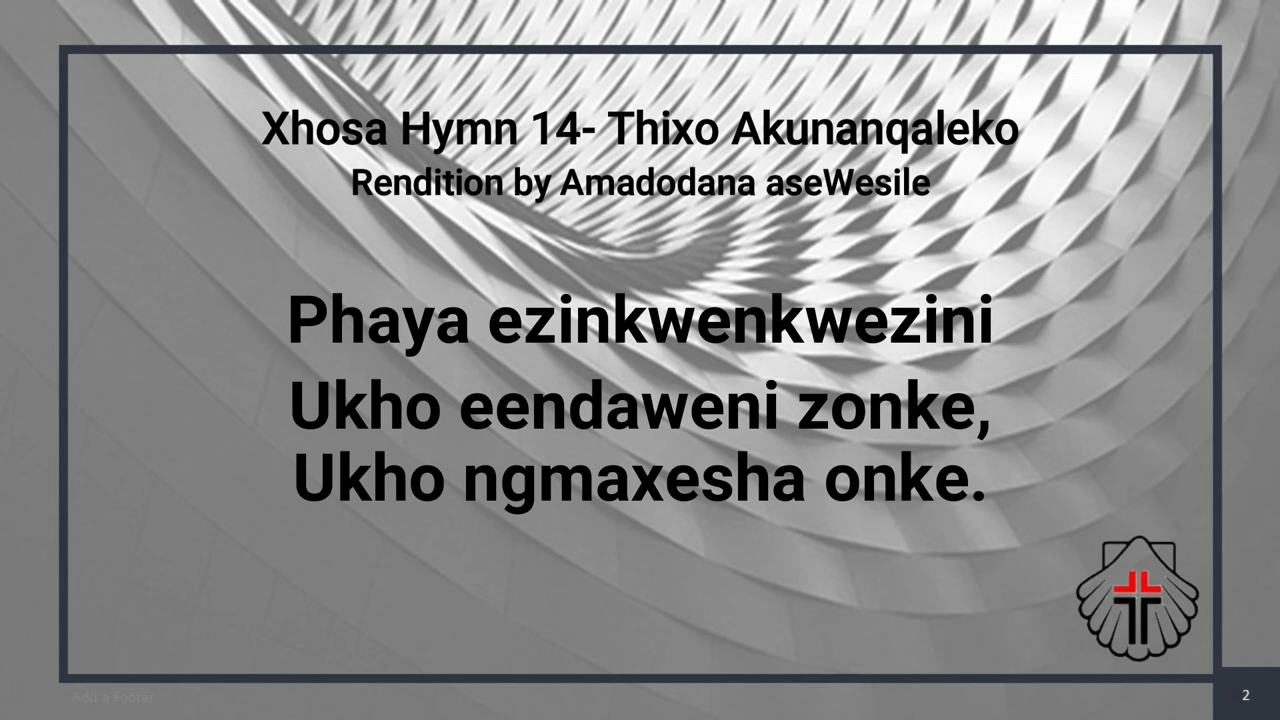 Xhosa Hymn 14- Thixo Akunanqaleko
Rendition by Amadodana aseWesile
Phaya ezinkwenkwezini
Ukho eendaweni zonke,
Ukho ngmaxesha onke.
Add a Footer
2